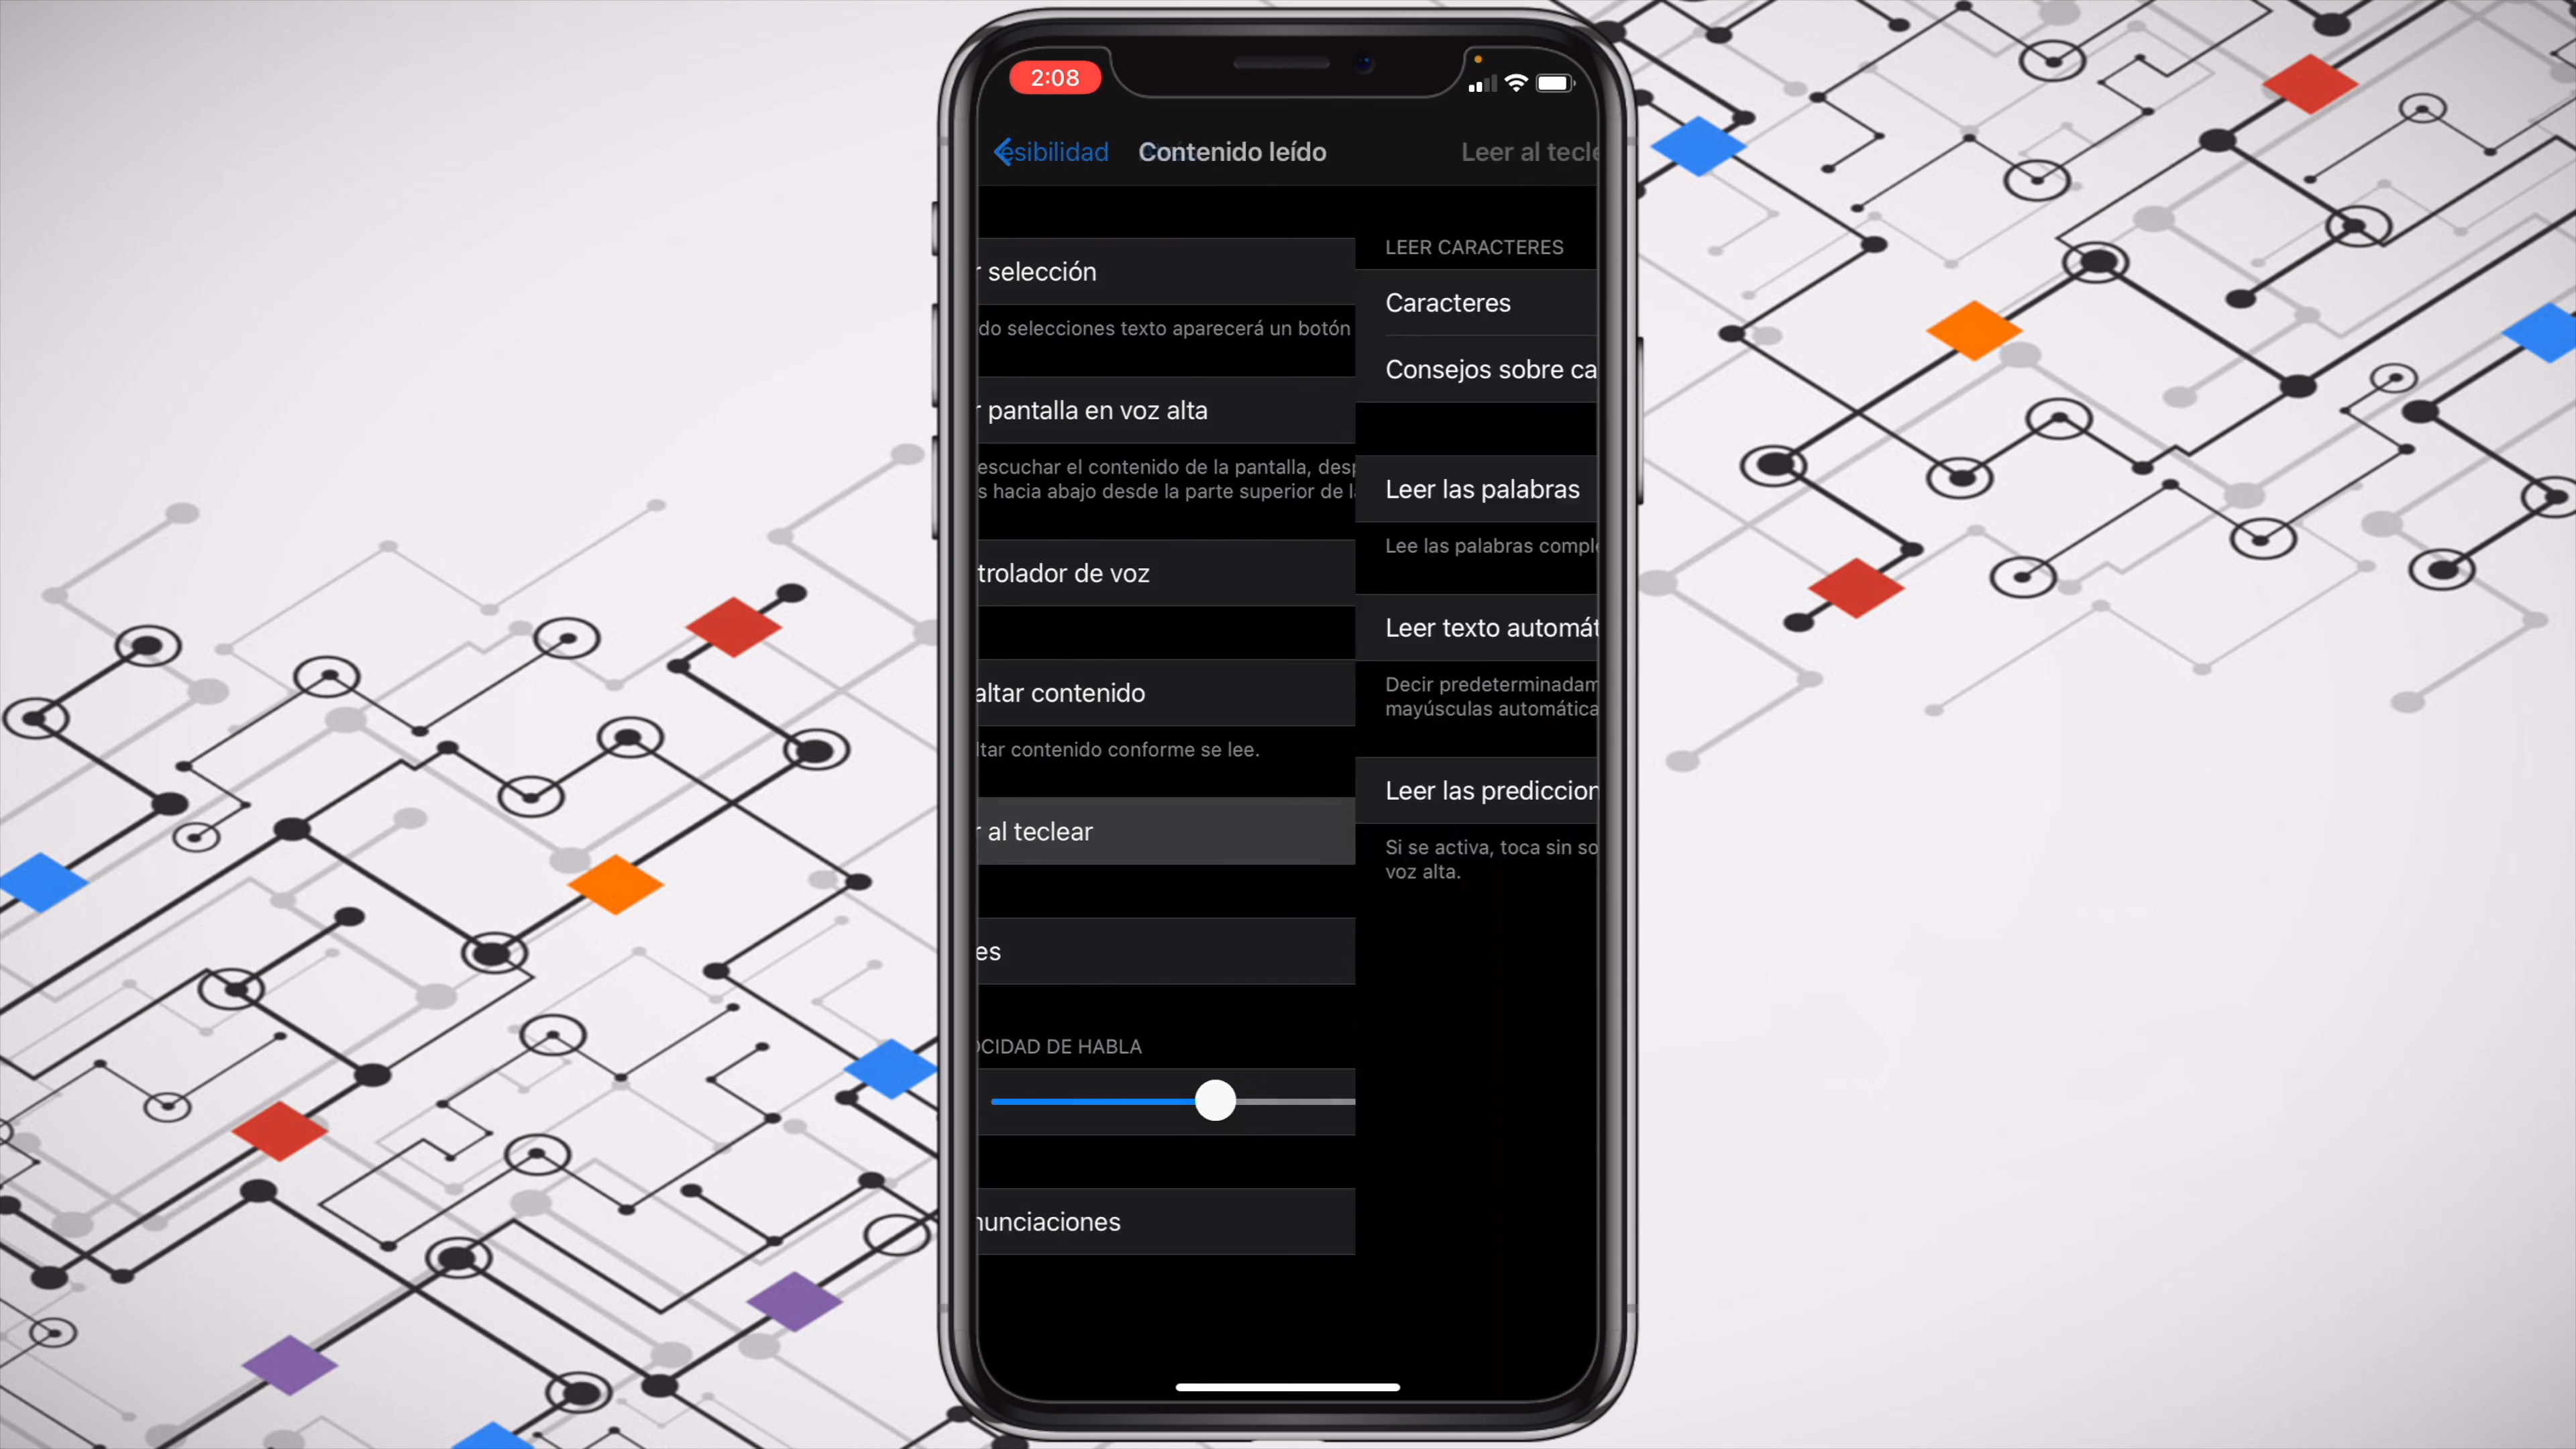 2:08
esibilidad
Contenido leído
Leer al tecle
selección
do selecciones texto aparecerá un botón
pantalla en voz alta
escuchar el contenido de la pantalla, desp
s hacia abajo desde la parte superior de l
trolador de voz
altar contenido
ltar contenido conforme se lee.
al teclear
es
OCIDAD DE HABLA
nunciaciones
LEER CARACTERES
Caracteres
Consejos sobre ca
Leer las palabras
Lee las palabras comple
Leer texto automát
Decir predeterminadam
mayúsculas automática
Leer las prediccion
Si se activa, toca sin so
voz alta.